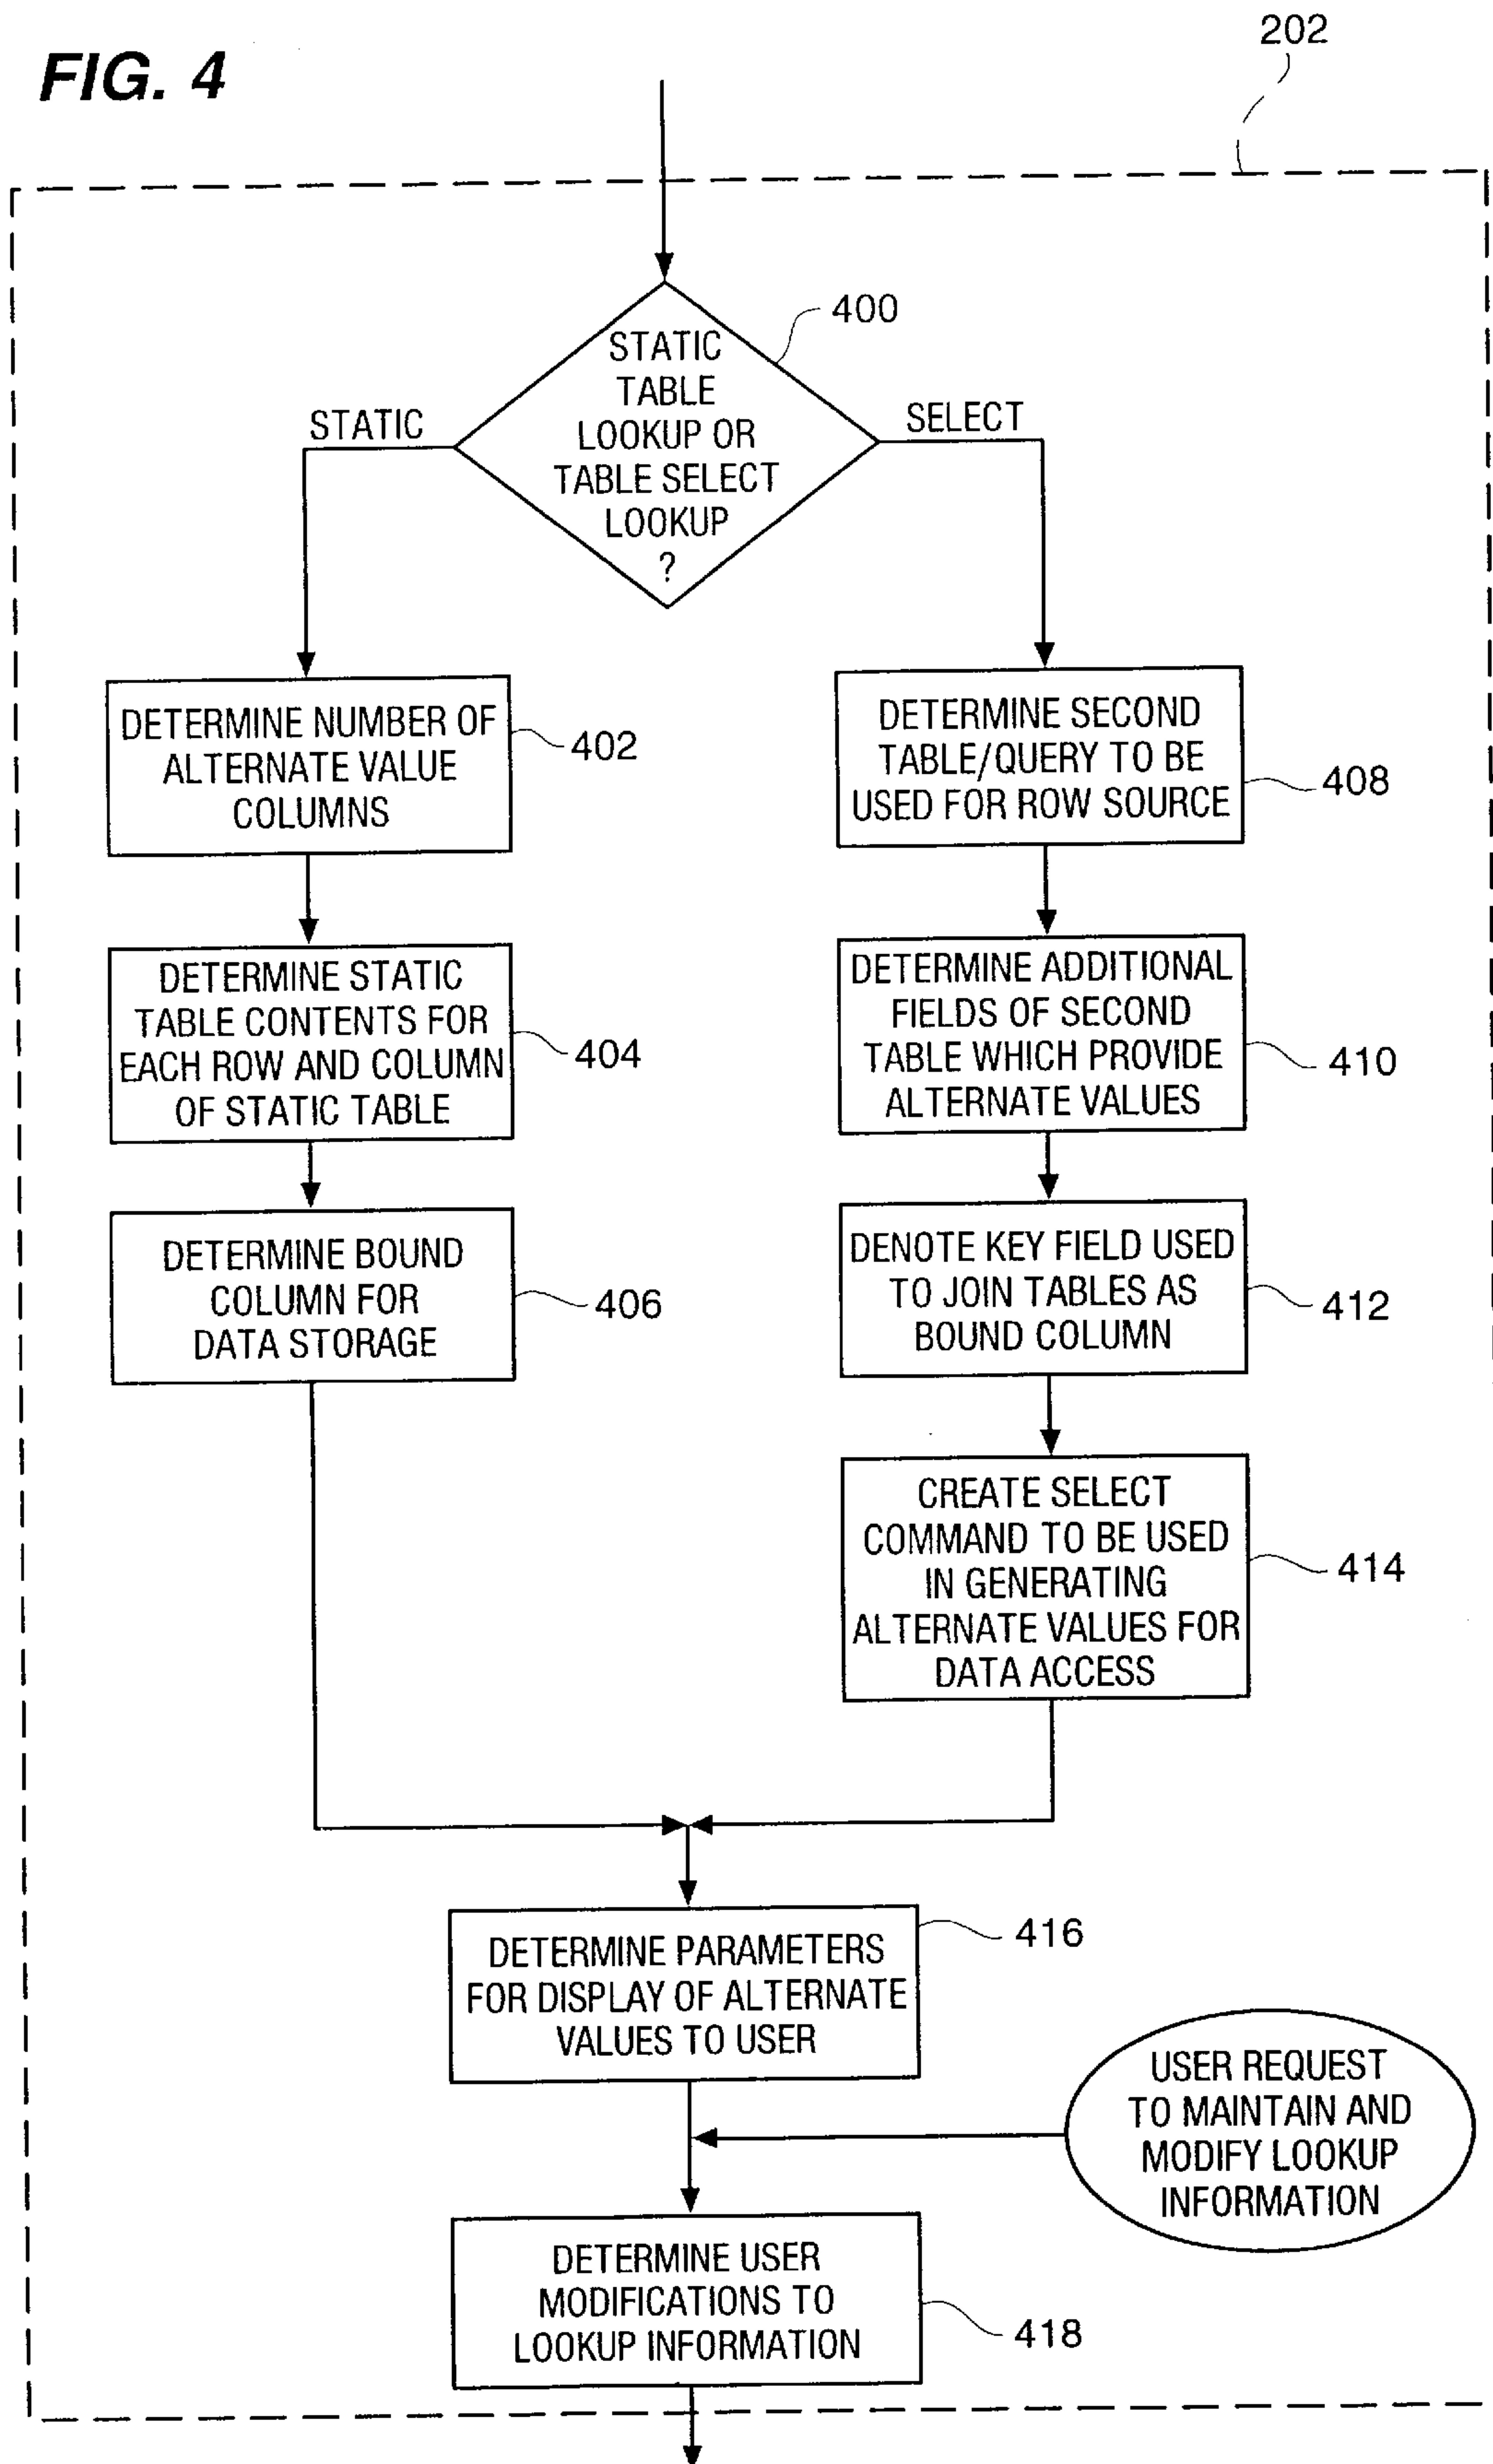 FIG. 4
202
400
STATIC
TABLE
LOOKUP OR
TABLE SELECT
LOOKUP
?
STATIC
SELECT
DETERMINE NUMBER OF
ALTERNATE VALUE
COLUMNS
402
DETERMINE STATIC
TABLE CONTENTS FOR
EACH ROW AND COLUMN
OF STATIC TABLE
404
DETERMINE BOUND
COLUMN FOR
DATA STORAGE
406
DETERMINE SECOND
TABLE/QUERY TO BE
USED FOR ROW SOURCE
408
DETERMINE ADDITIONAL
FIELDS OF SECOND
TABLE WHICH PROVIDE
ALTERNATE VALUES
410
DENOTE KEY FIELD USED
TO JOIN TABLES AS
BOUND COLUMN
412
CREATE SELECT
COMMAND TO BE USED
IN GENERATING
ALTERNATE VALUES FOR
DATA ACCESS
414
DETERMINE PARAMETERS
FOR DISPLAY OF ALTERNATE
VALUES TO USER
416
USER REQUEST
TO MAINTAIN AND
MODIFY LOOKUP
INFORMATION
DETERMINE USER
MODIFICATIONS TO
LOOKUP INFORMATION
418